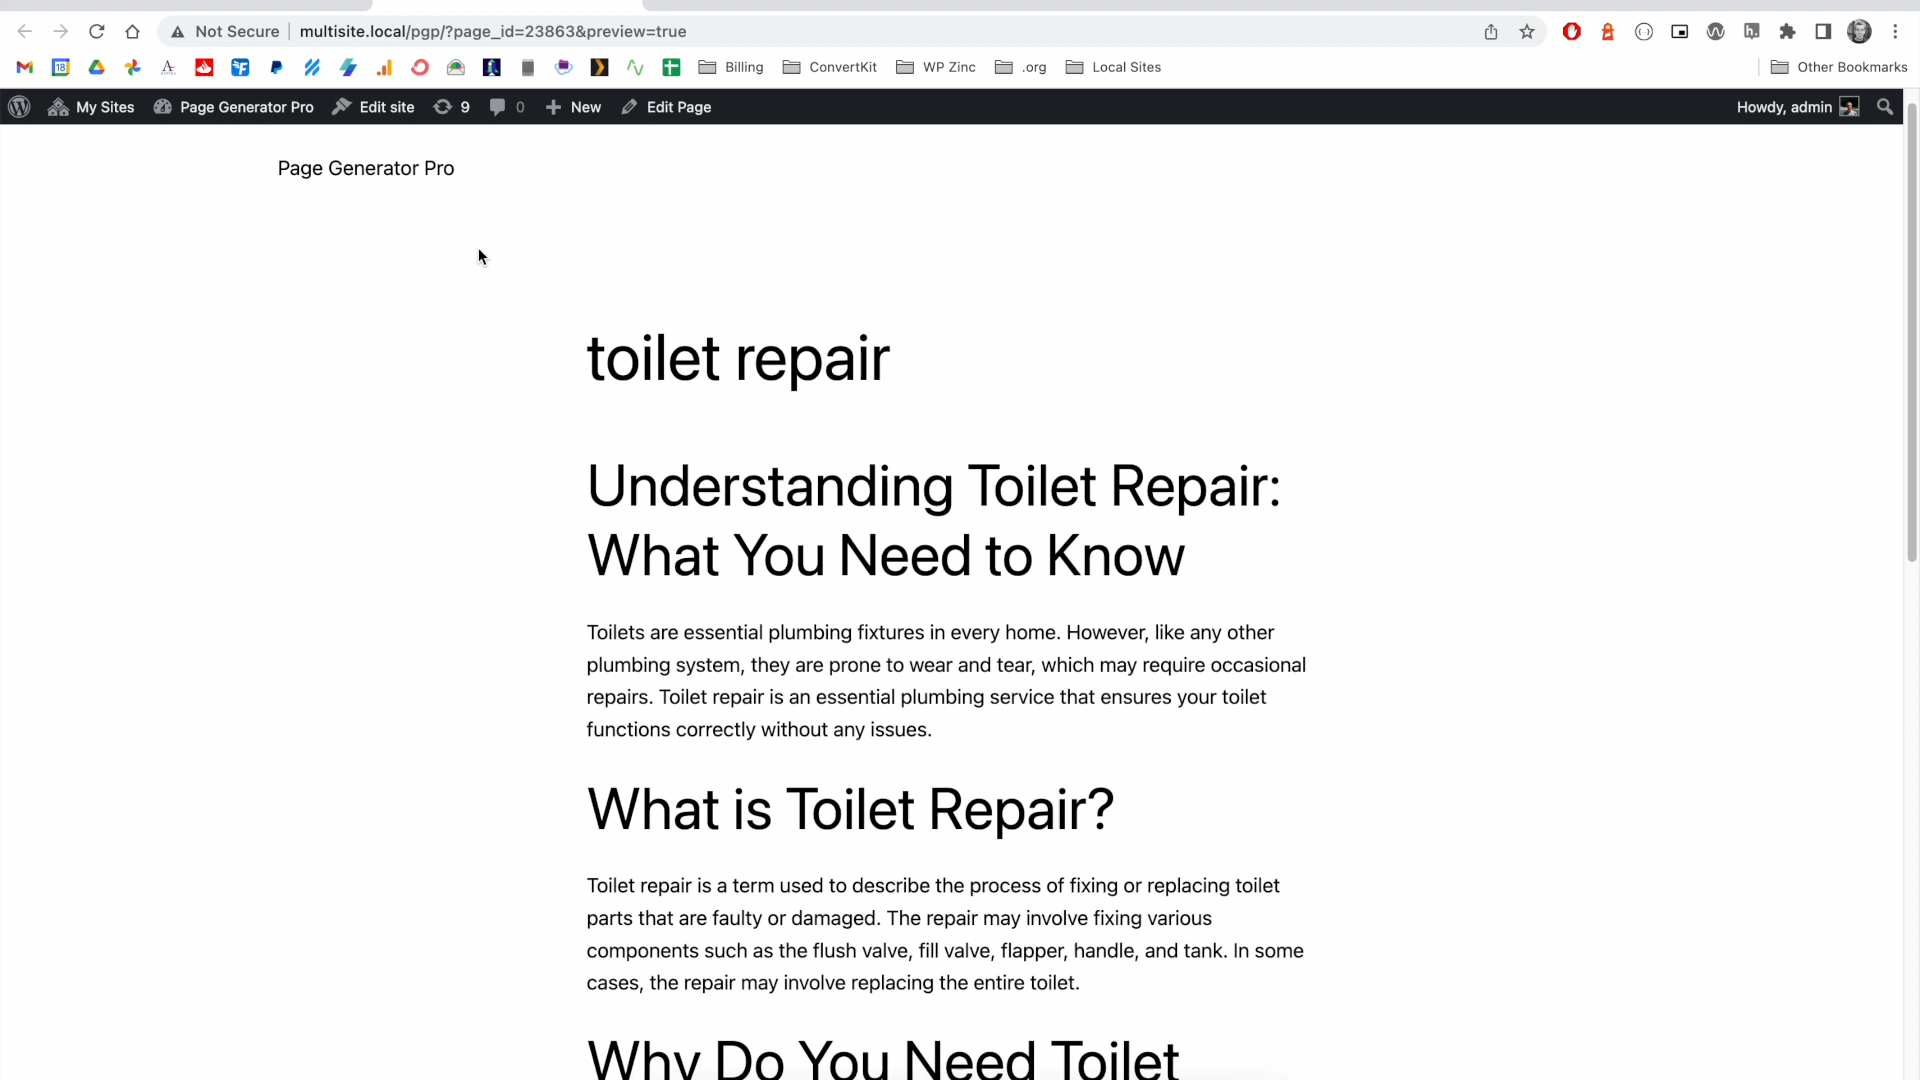 Not Secure multisite.local/pgp/?page_id=23863&preview=true
18 Billing ConvertKit WP Zinc .org Local Sites Other Bookmarks
My Sites Page Generator Pro Edit site 9 0 New Edit Page Howdy, admin
Page Generator Pro
toilet repair
Understanding Toilet Repair:
What You Need to Know
Toilets are essential plumbing fixtures in every home. However, like any other
plumbing system, they are prone to wear and tear, which may require occasional
repairs. Toilet repair is an essential plumbing service that ensures your toilet
functions correctly without any issues.
What is Toilet Repair?
Toilet repair is a term used to describe the process of fixing or replacing toilet
parts that are faulty or damaged. The repair may involve fixing various
components such as the flush valve, fill valve, flapper, handle, and tank. In some
cases, the repair may involve replacing the entire toilet.
Why Do You Need Toilet